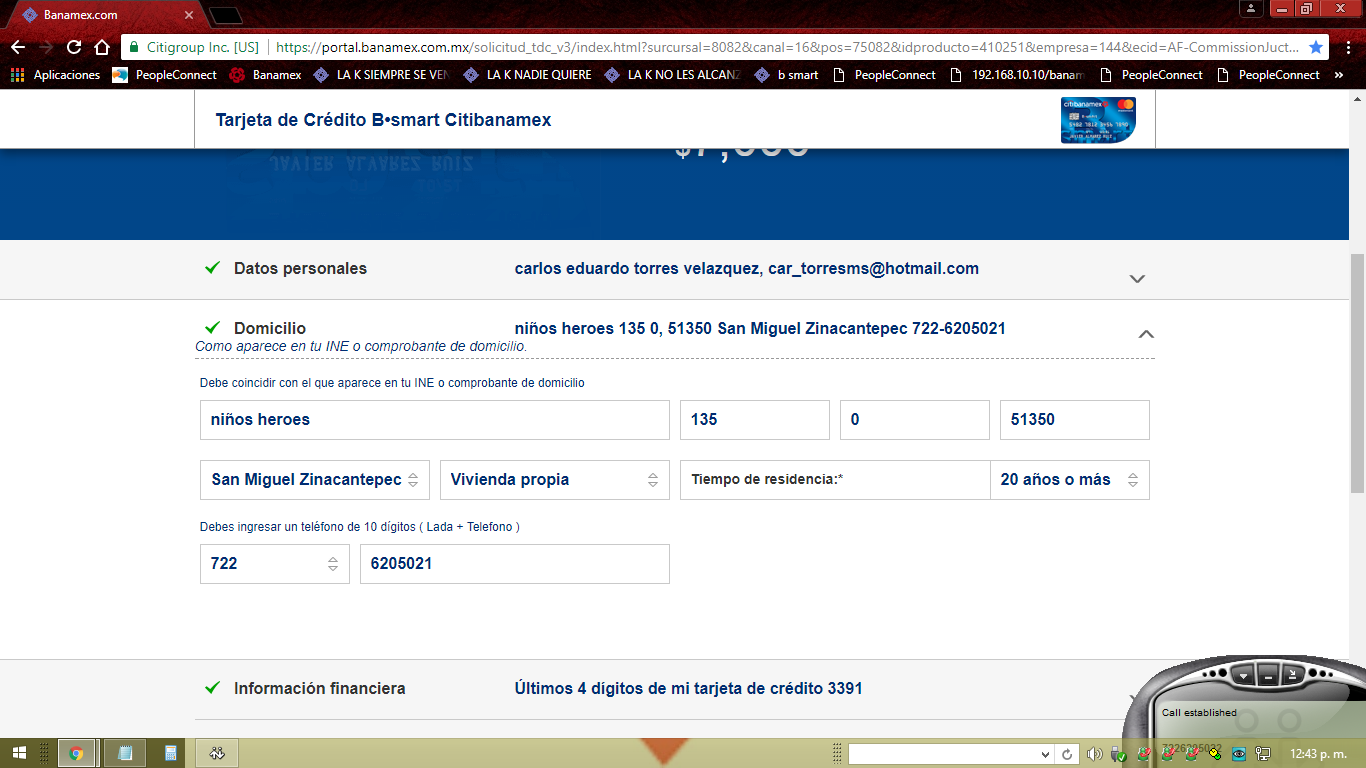 Banamex.com
Citigroup Inc. [US] https://portal.banamex.com.mx/solicitud_tdc_v3/index.html?surcursal=8082&canal=16&pos=75082&idproducto=410251&empresa=144&ecid=AF-CommissionJuct...
Aplicaciones PeopleConnect Banamex LA K SIEMPRE SE VEN LA K NADIE QUIERE LA K NO LES ALCANZ b smart PeopleConnect 192.168.10.10/banam PeopleConnect PeopleConnect »
Tarjeta de Crédito B•smart Citibanamex
citibanamex
JAVIER ALVAREZ RUIZ
Datos personales carlos eduardo torres velazquez, car_torresms@hotmail.com
Domicilio niños heroes 135 0, 51350 San Miguel Zinacantepec 722-6205021
Como aparece en tu INE o comprobante de domicilio.
Debe coincidir con el que aparece en tu INE o comprobante de domicilio
niños heroes 135 0 51350
San Miguel Zinacantepec Vivienda propia Tiempo de residencia:* 20 años o más
Debes ingresar un teléfono de 10 dígitos ( Lada + Telefono )
722 6205021
Información financiera Últimos 4 digitos de mi tarjeta de crédito 3391
Call established
12:43 p. m.